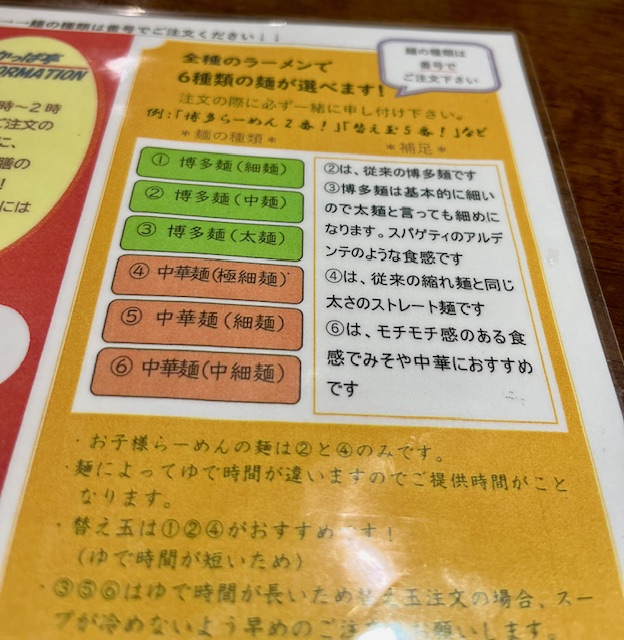 麺の種類は番号でご注文ください↓↓
麺の種類は
番号で
ご注文下さい
かっぱ亭
ORMATION
時～2時
ご注文の
に、
膳の
！
には
全種のラーメンで
6種類の麺が選べます！
注文の際に必ず一緒に申し付け下さい。
例：「博多らーめん2番！」「替え玉5番！」など
＊麺の種類＊
① 博多麺(細麺)
② 博多麺(中麺)
③ 博多麺(太麺)
④ 中華麺(極細麺)
⑤ 中華麺(細麺)
⑥ 中華麺(中細麺)
＊補足＊
②は、従来の博多麺です
③博多麺は基本的に細い
ので太麺と言っても細めに
なります。スパゲティのアルデ
ンテのような食感です
④は、従来の縮れ麺と同じ
太さのストレート麺です
⑥は、モチモチ感のある食
感でみそや中華におすすめ
です
・お子様らーめんの麺は②と④のみです。
・麺によってゆで時間が違いますのでご提供時間がこと
なります。
・替え玉は①②④がおすすめです！
（ゆで時間が短いため）
・③⑤⑥はゆで時間が長いため替え玉注文の場合、スー
プが冷めないよう早めのご注文をお願いします。